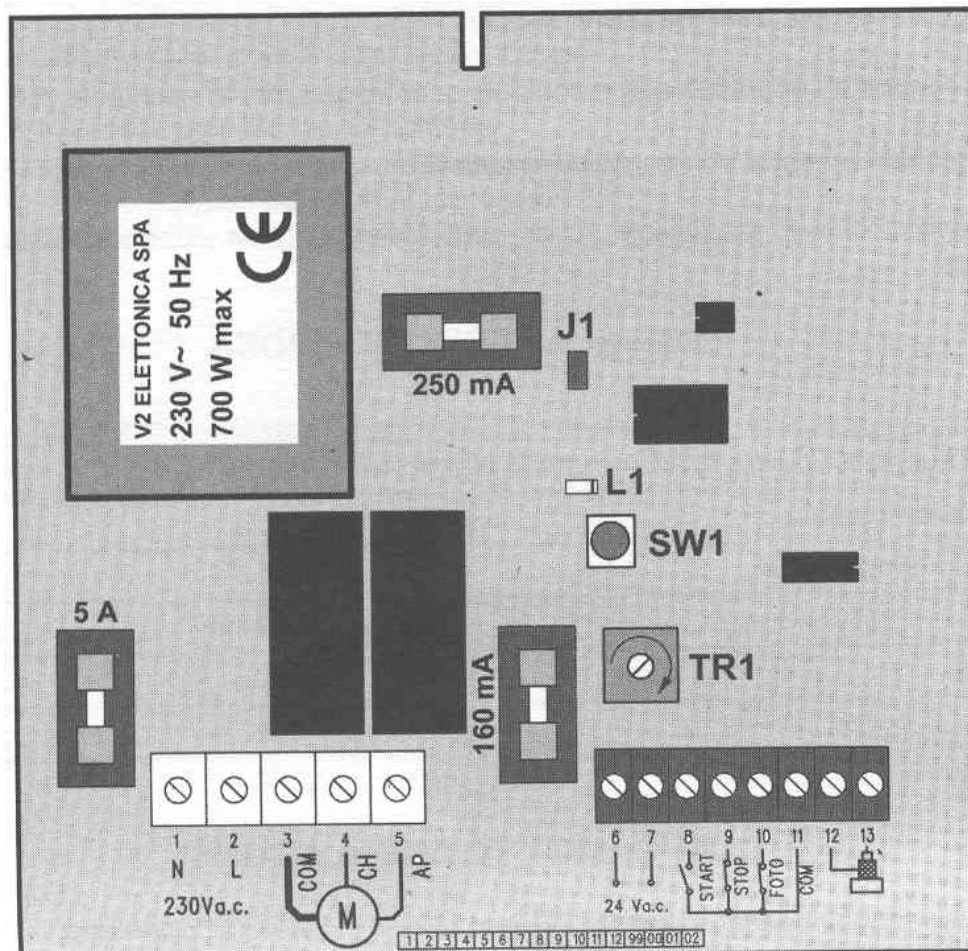 V2 ELETTONICA SPA
230 V~ 50 Hz
700 W max
CE
250 mA
J1
L1
SW1
5 A
160 mA
TR1
1 2 3 4 5
N L COM CH AP
230Va.c.
M
6 7 8 9 10 11 12 13
24 Va.c.
START STOP FOTO COM
1 2 3 4 5 6 7 8 9 10 11 12 99 00 01 02